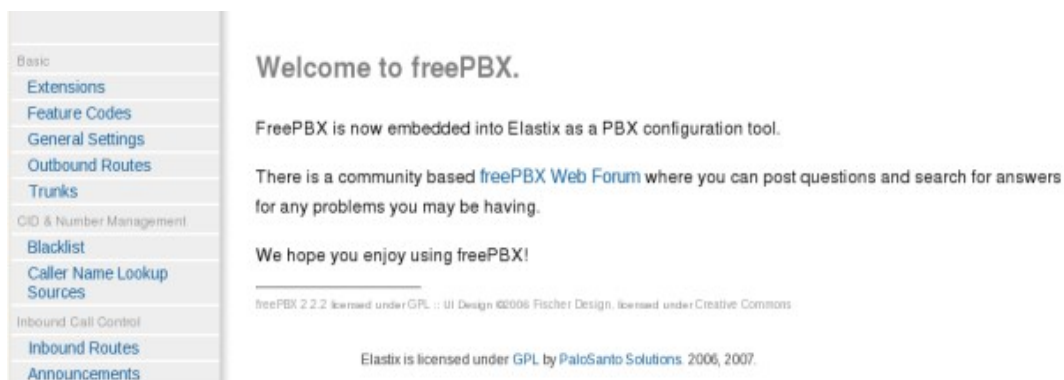 Basic
Extensions
Feature Codes
General Settings
Outbound Routes
Trunks
CID & Number Management
Blacklist
Caller Name Lookup
Sources
Inbound Call Control
Inbound Routes
Announcements
Welcome to freePBX.
FreePBX is now embedded into Elastix as a PBX configuration tool.
There is a community based freePBX Web Forum where you can post questions and search for answers
for any problems you may be having.
We hope you enjoy using freePBX!
freePBX 2.2.2 licensed under GPL :: UI Design ©2006 Fischer Design. licensed under Creative Commons
Elastix is licensed under GPL by PaloSanto Solutions. 2006, 2007.